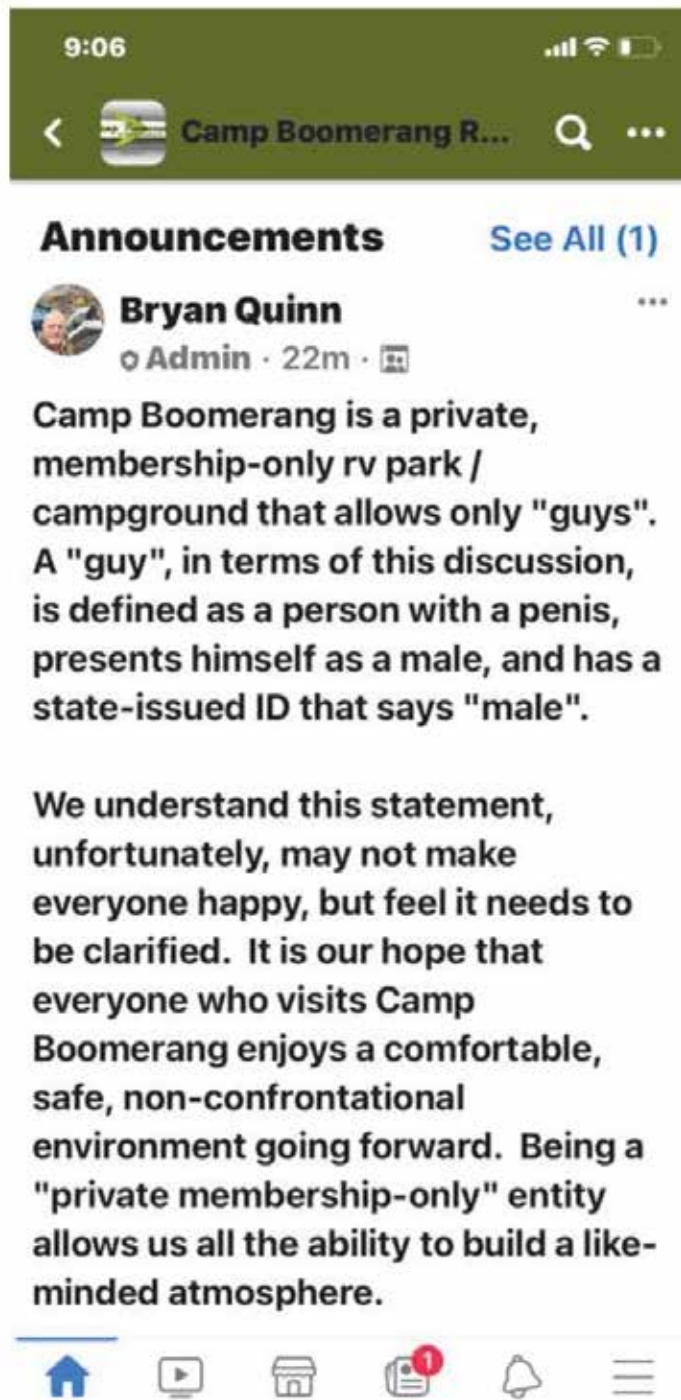 9:06
Camp Boomerang R...
Announcements See All (1)
Bryan Quinn
Admin · 22m ·
Camp Boomerang is a private,
membership-only rv park /
campground that allows only "guys".
A "guy", in terms of this discussion,
is defined as a person with a penis,
presents himself as a male, and has a
state-issued ID that says "male".
We understand this statement,
unfortunately, may not make
everyone happy, but feel it needs to
be clarified.  It is our hope that
everyone who visits Camp
Boomerang enjoys a comfortable,
safe, non-confrontational
environment going forward.  Being a
"private membership-only" entity
allows us all the ability to build a like-
minded atmosphere.
1